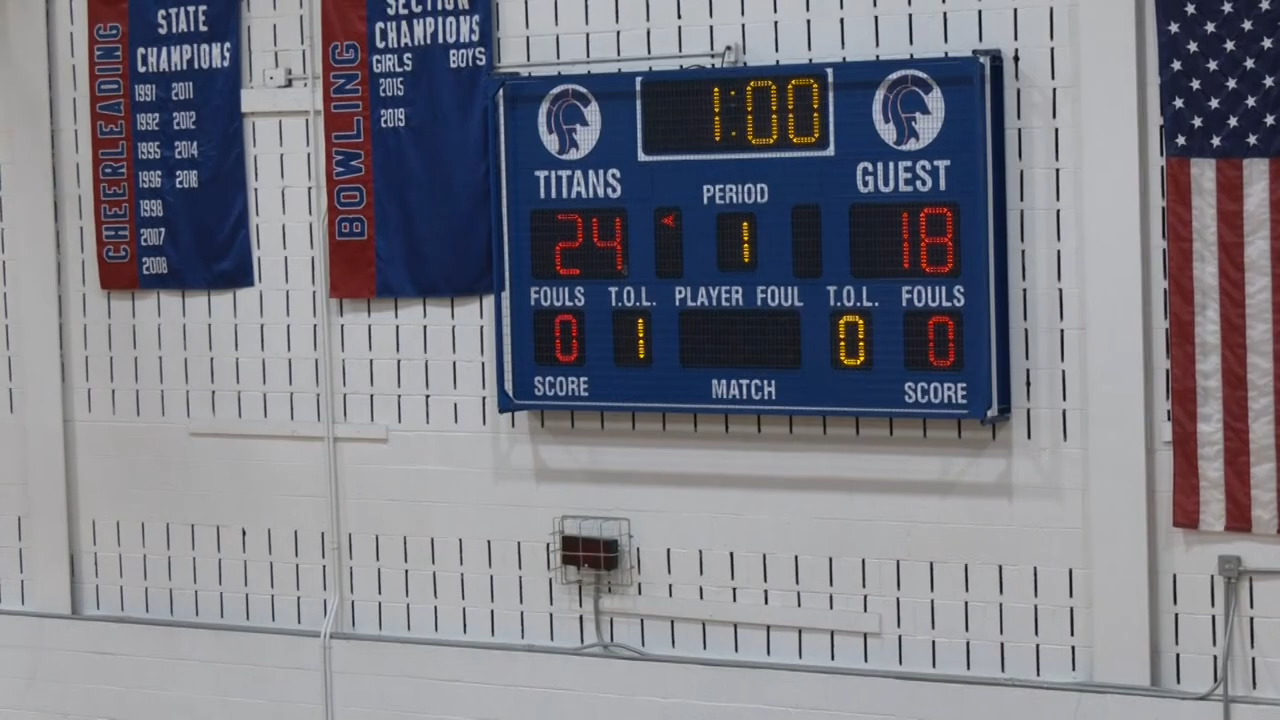 CHEERLEADING
STATE
CHAMPIONS
1991 2011
1992 2012
1995 2014
1996 2018
1998
2007
2008
BOWLING
SECTION
CHAMPIONS
GIRLS BOYS
2015
2019
1:00
TITANS PERIOD GUEST
24 1 18
FOULS T.O.L. PLAYER FOUL T.O.L. FOULS
0 1 0 0
SCORE MATCH SCORE